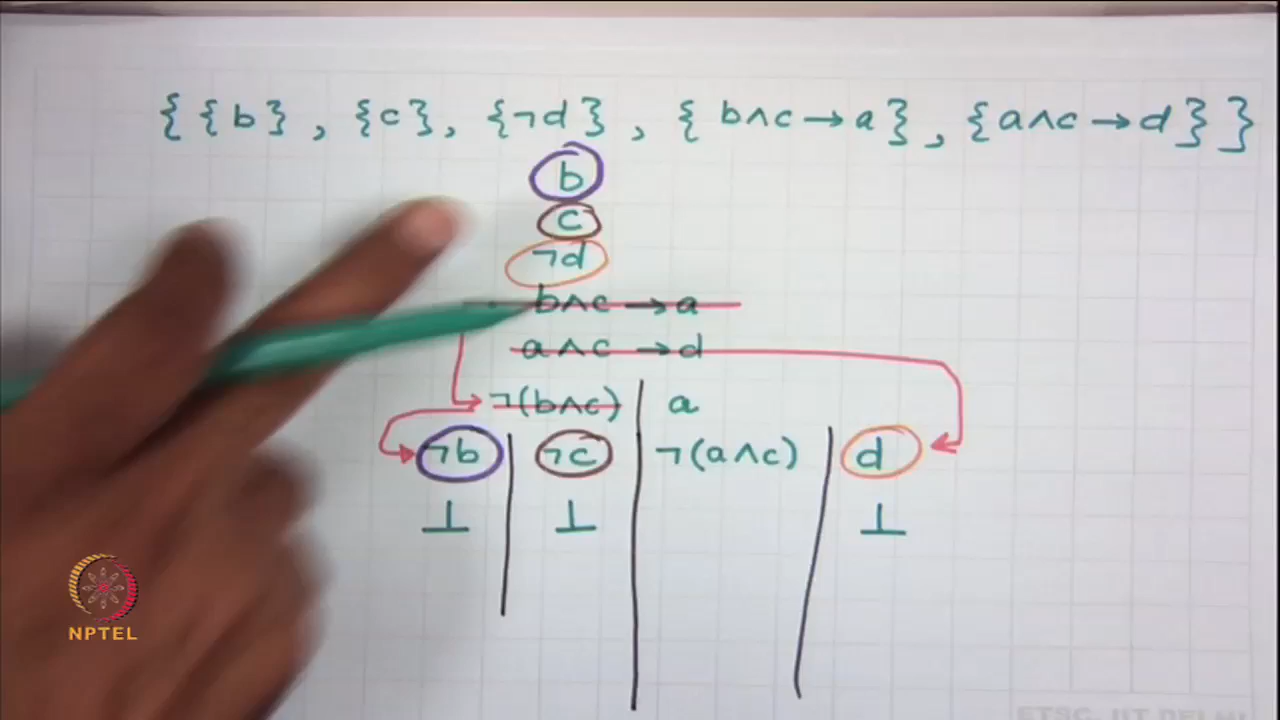 { {b} , {c} , {¬d} , { b∧c → a} , {a∧c → d} }
b
c
¬d
b∧c → a
a∧c → d
¬(b∧c) a
¬b ¬c ¬(a∧c) d
⊥ ⊥ ⊥
NPTEL